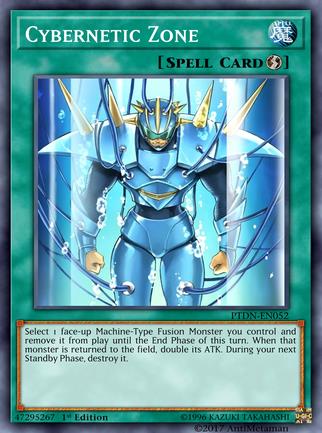 Cybernetic Zone
[Spell Card]
PTDN-EN052
Select 1 face-up Machine-Type Fusion Monster you control and
remove it from play until the End Phase of this turn. When that
monster is returned to the field, double its ATK. During your next
Standby Phase, destroy it.
47295267 1st Edition ©1996 KAZUKI TAKAHASHI
©2017 AntiMetaman